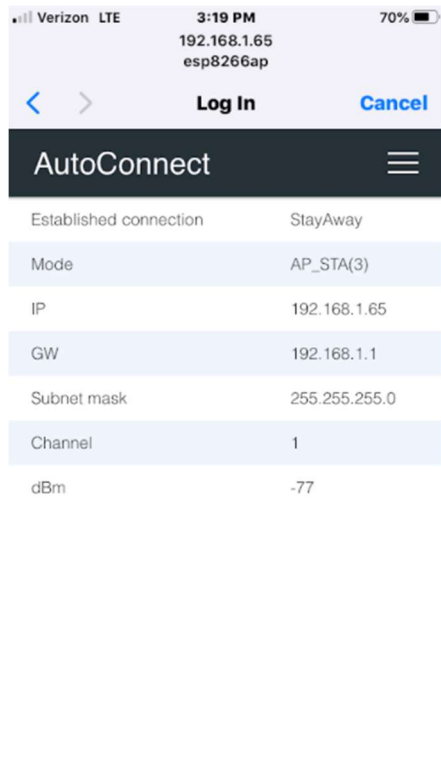 Verizon LTE 3:19 PM 70%
192.168.1.65
esp8266ap
Log In Cancel
AutoConnect
Established connection StayAway
Mode AP_STA(3)
IP 192.168.1.65
GW 192.168.1.1
Subnet mask 255.255.255.0
Channel 1
dBm -77